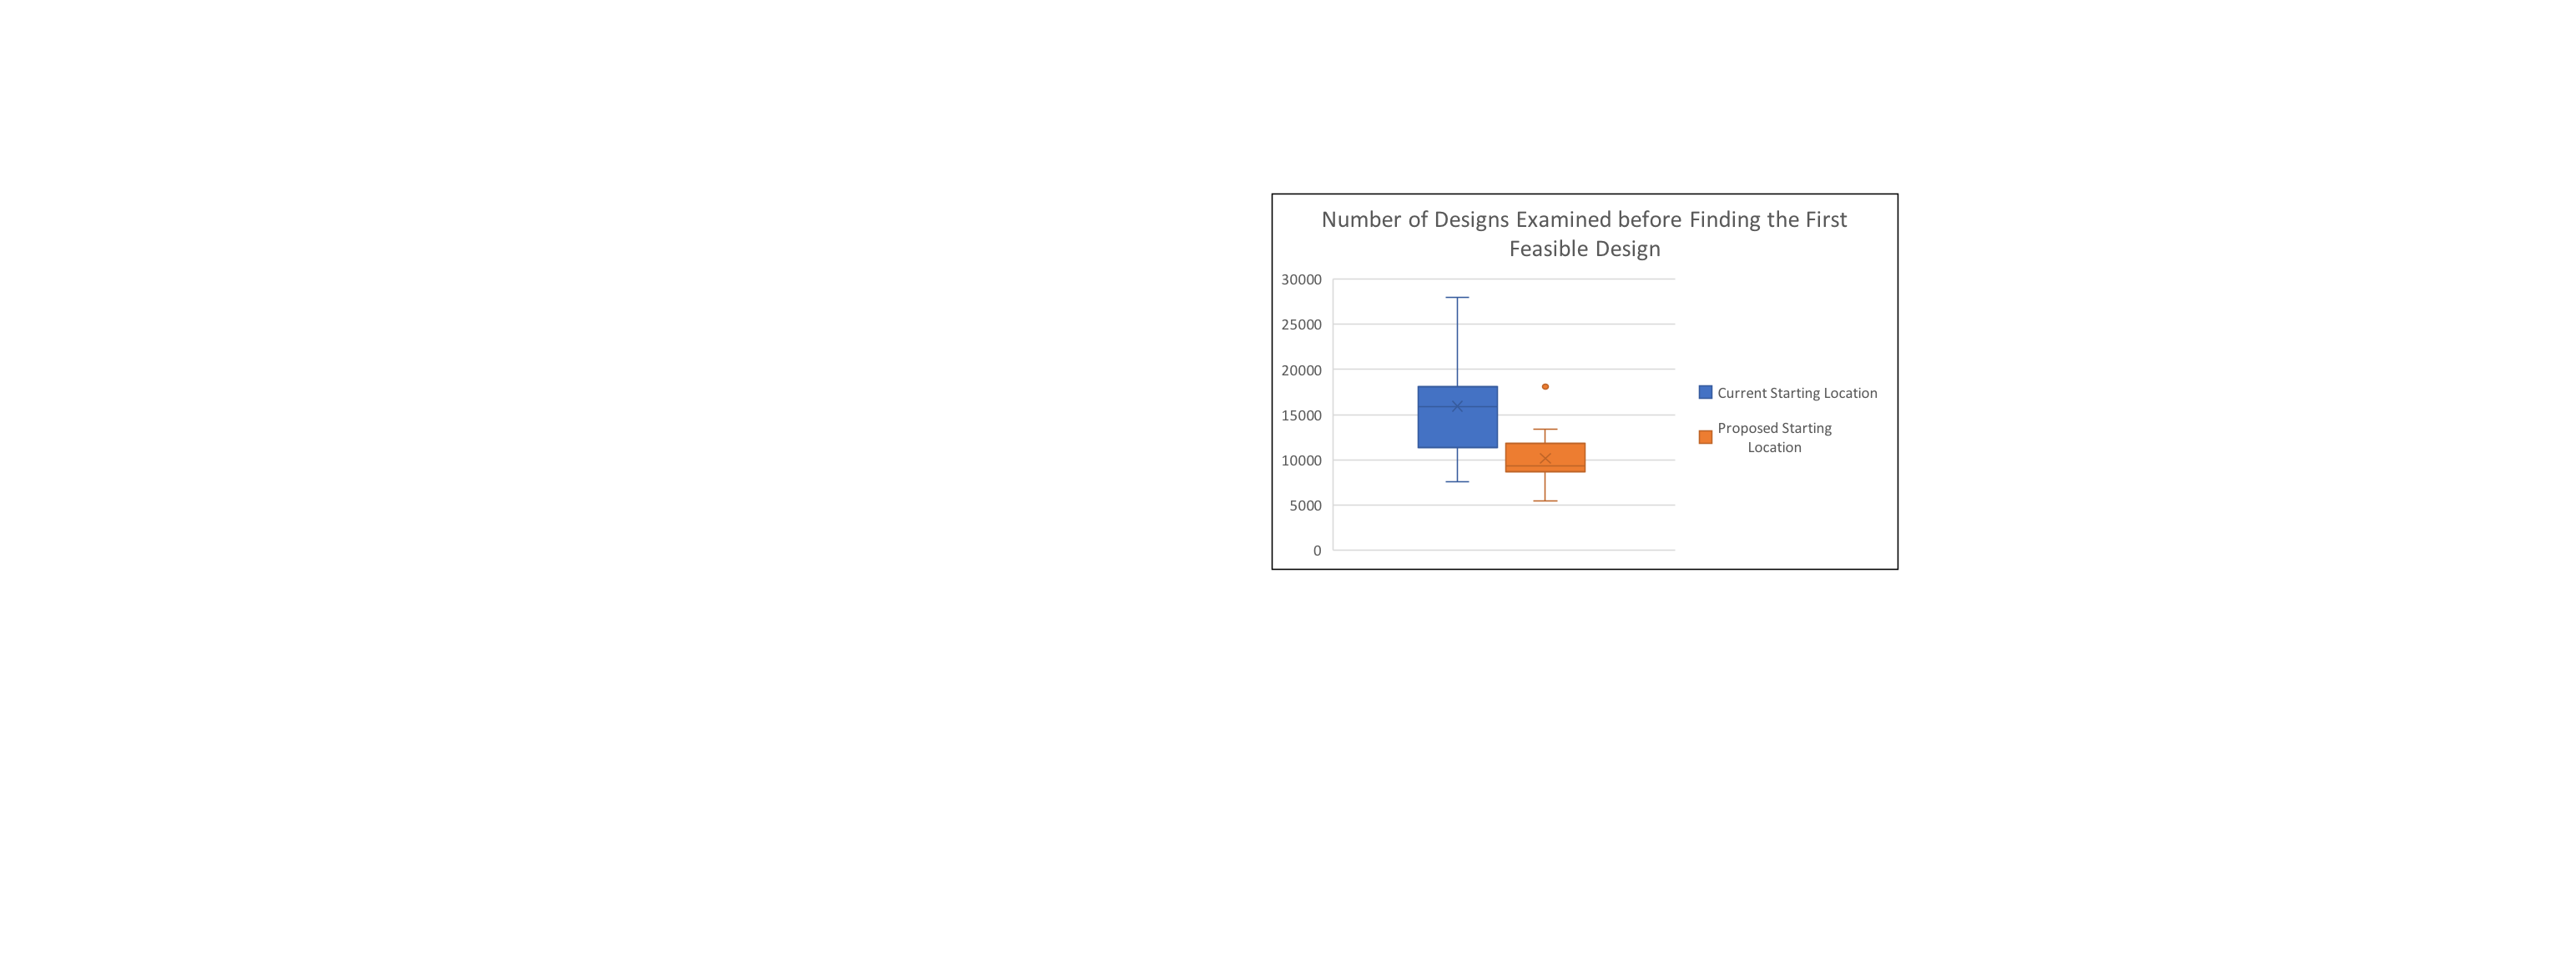 Number of Designs Examined before Finding the First
Feasible Design
30000
25000
20000
15000
10000
5000
0
Current Starting Location
Proposed Starting
Location